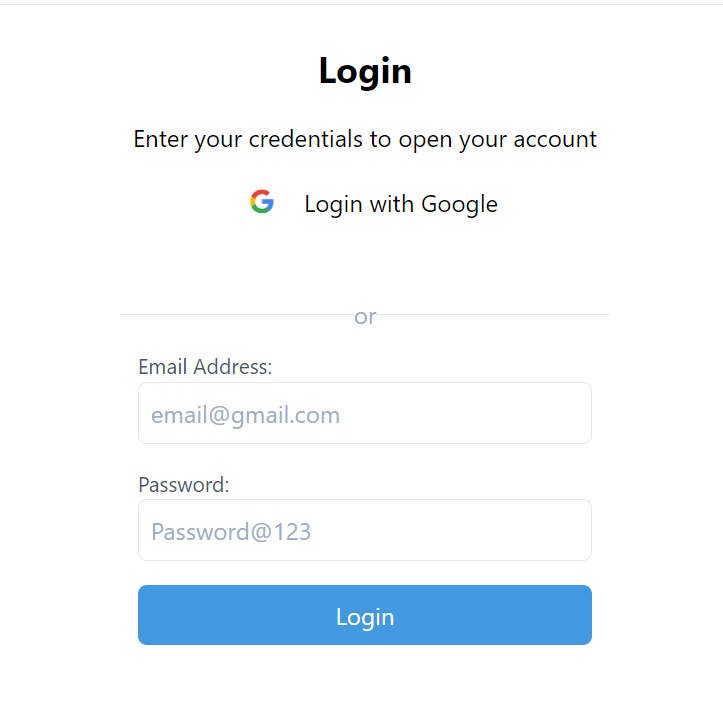 Login
Enter your credentials to open your account
Login with Google
or
Email Address:
email@gmail.com
Password:
Password@123
Login